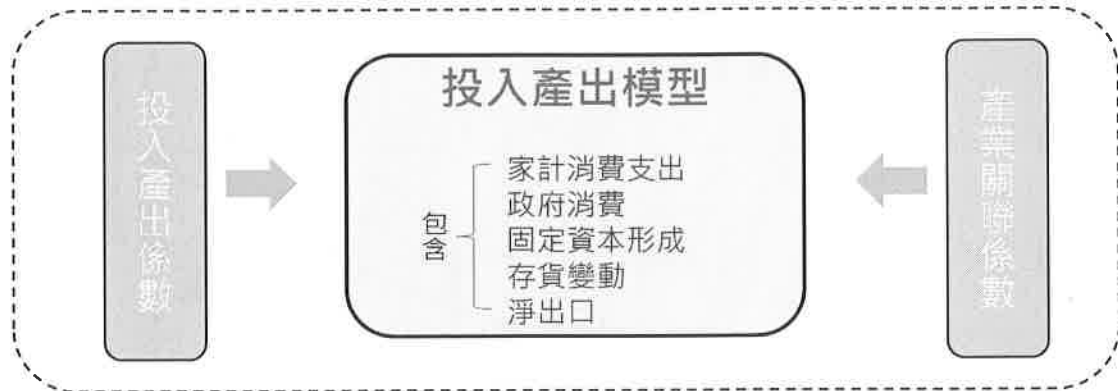 投入產出係數
投入產出模型
包含
家計消費支出
政府消費
固定資本形成
存貨變動
淨出口
產業關聯係數